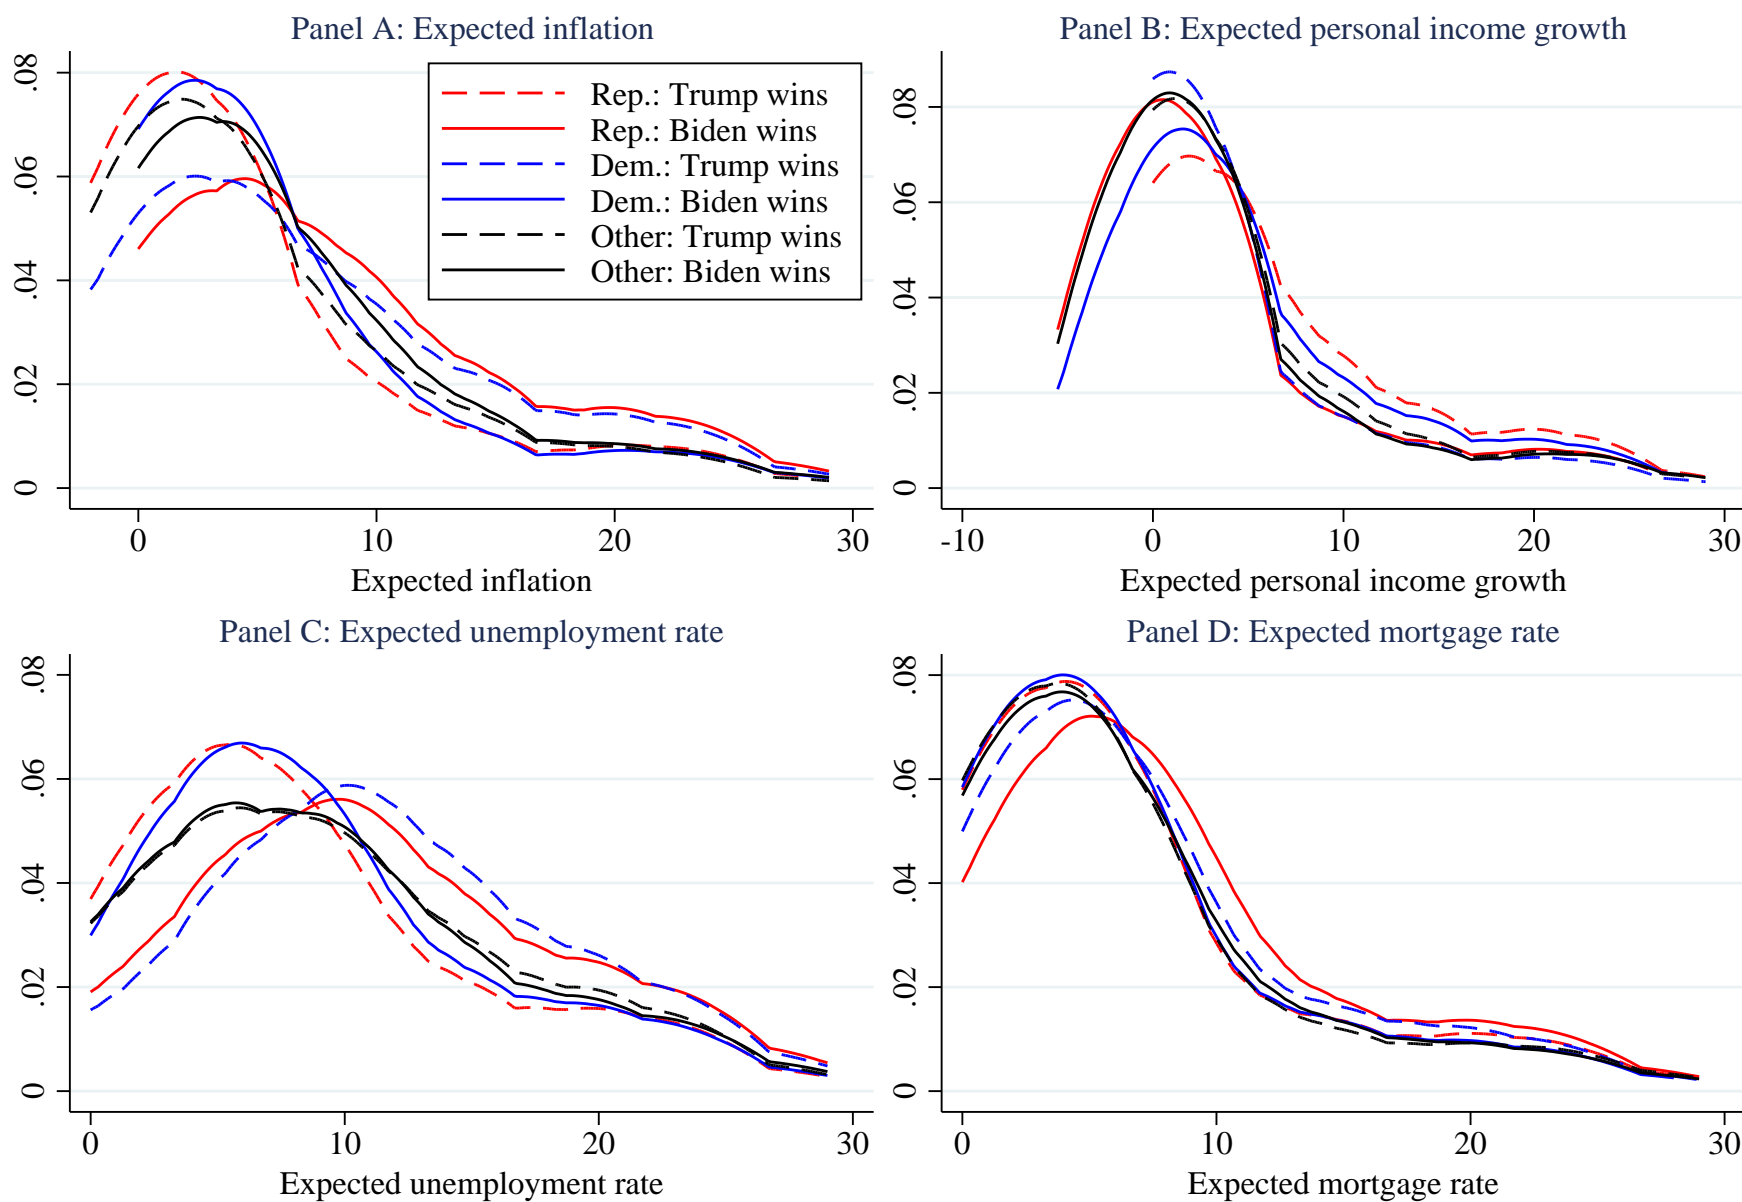 Panel A: Expected inflation
.08
.06
.04
.02
0
Rep.: Trump wins
Rep.: Biden wins
Dem.: Trump wins
Dem.: Biden wins
Other: Trump wins
Other: Biden wins
0 10 20 30
Expected inflation
Panel B: Expected personal income growth
.08
.06
.04
.02
0
-10 0 10 20 30
Expected personal income growth
Panel C: Expected unemployment rate
.08
.06
.04
.02
0
0 10 20 30
Expected unemployment rate
Panel D: Expected mortgage rate
.08
.06
.04
.02
0
0 10 20 30
Expected mortgage rate